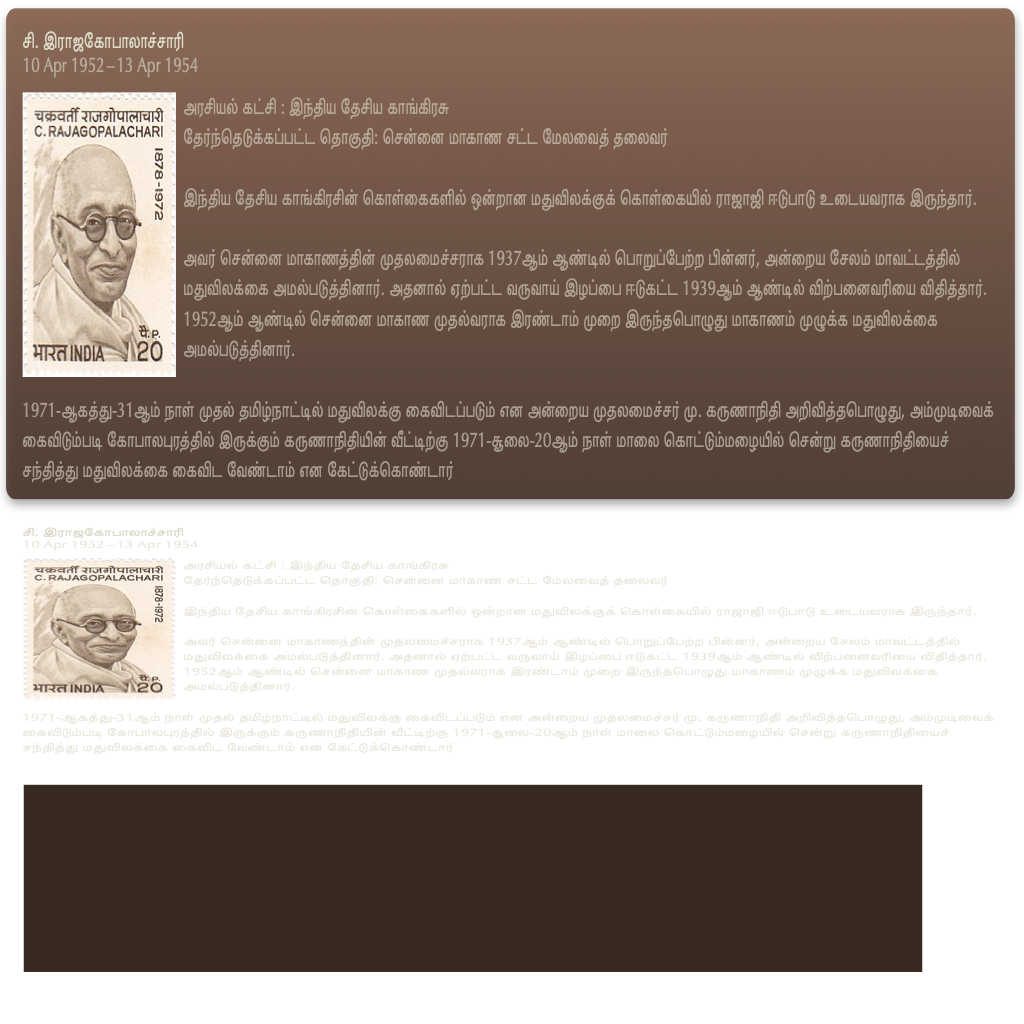 சி. இராஜகோபாலாச்சாரி
10 Apr 1952 – 13 Apr 1954
चक्रवर्ती राजगोपालाचारी
C. RAJAGOPALACHARI
1878-1972
पै. P.
भारत INDIA 20
அரசியல் கட்சி : இந்திய தேசிய காங்கிரசு
தேர்ந்தெடுக்கப்பட்ட தொகுதி: சென்னை மாகாண சட்ட மேலவைத் தலைவர்
இந்திய தேசிய காங்கிரசின் கொள்கைகளில் ஒன்றான மதுவிலக்குக் கொள்கையில் ராஜாஜி ஈடுபாடு உடையவராக இருந்தார்.
அவர் சென்னை மாகாணத்தின் முதலமைச்சராக 1937ஆம் ஆண்டில் பொறுப்பேற்ற பின்னர், அன்றைய சேலம் மாவட்டத்தில்
மதுவிலக்கை அமல்படுத்தினார். அதனால் ஏற்பட்ட வருவாய் இழப்பை ஈடுகட்ட 1939ஆம் ஆண்டில் விற்பனைவரியை விதித்தார்.
1952ஆம் ஆண்டில் சென்னை மாகாண முதல்வராக இரண்டாம் முறை இருந்தபொழுது மாகாணம் முழுக்க மதுவிலக்கை
அமல்படுத்தினார்.
1971-ஆகத்து-31ஆம் நாள் முதல் தமிழ்நாட்டில் மதுவிலக்கு கைவிடப்படும் என அன்றைய முதலமைச்சர் மு. கருணாநிதி அறிவித்தபொழுது, அம்முடிவைக்
கைவிடும்படி கோபாலபுரத்தில் இருக்கும் கருணாநிதியின் வீட்டிற்கு 1971-சூலை-20ஆம் நாள் மாலை கொட்டும்மழையில் சென்று கருணாநிதியைச்
சந்தித்து மதுவிலக்கை கைவிட வேண்டாம் என கேட்டுக்கொண்டார்
சி. இராஜகோபாலாச்சாரி
10 Apr 1952 – 13 Apr 1954
चक्रवर्ती राजगोपालाचारी
C. RAJAGOPALACHARI
1878-1972
पै. P.
भारत INDIA 20
அரசியல் கட்சி : இந்திய தேசிய காங்கிரசு
தேர்ந்தெடுக்கப்பட்ட தொகுதி: சென்னை மாகாண சட்ட மேலவைத் தலைவர்
இந்திய தேசிய காங்கிரசின் கொள்கைகளில் ஒன்றான மதுவிலக்குக் கொள்கையில் ராஜாஜி ஈடுபாடு உடையவராக இருந்தார்.
அவர் சென்னை மாகாணத்தின் முதலமைச்சராக 1937ஆம் ஆண்டில் பொறுப்பேற்ற பின்னர், அன்றைய சேலம் மாவட்டத்தில்
மதுவிலக்கை அமல்படுத்தினார். அதனால் ஏற்பட்ட வருவாய் இழப்பை ஈடுகட்ட 1939ஆம் ஆண்டில் விற்பனைவரியை விதித்தார்.
1952ஆம் ஆண்டில் சென்னை மாகாண முதல்வராக இரண்டாம் முறை இருந்தபொழுது மாகாணம் முழுக்க மதுவிலக்கை
அமல்படுத்தினார்.
1971-ஆகத்து-31ஆம் நாள் முதல் தமிழ்நாட்டில் மதுவிலக்கு கைவிடப்படும் என அன்றைய முதலமைச்சர் மு. கருணாநிதி அறிவித்தபொழுது, அம்முடிவைக்
கைவிடும்படி கோபாலபுரத்தில் இருக்கும் கருணாநிதியின் வீட்டிற்கு 1971-சூலை-20ஆம் நாள் மாலை கொட்டும்மழையில் சென்று கருணாநிதியைச்
சந்தித்து மதுவிலக்கை கைவிட வேண்டாம் என கேட்டுக்கொண்டார்